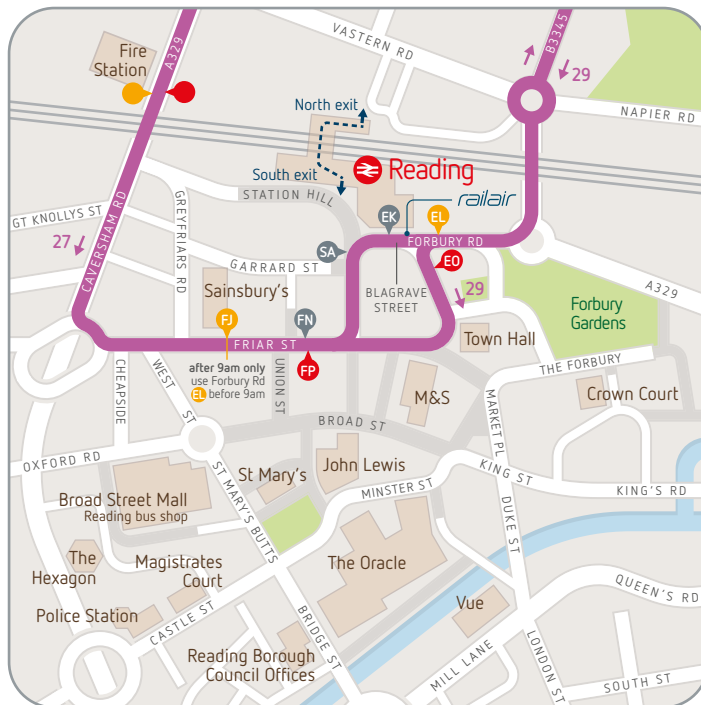 VASTERN RD
B3345
29
A329
Fire
Station
NAPIER RD
North exit
South exit
Reading
STATION HILL
railair
GT KNOLLYS ST
GREYFRIARS RD
27
CAVERSHAM RD
EK
EL
FORBURY RD
SA
EO
GARRARD ST
BLAGRAVE
STREET
29
A329
Sainsbury's
Forbury
Gardens
FJ
FN
Town Hall
FRIAR ST
THE FORBURY
after 9am only
use Forbury Rd
EL before 9am
FP
CHEAPSIDE
WEST ST
UNION ST
M&S
Crown Court
MARKET PL
BROAD ST
OXFORD RD
St Mary's
John Lewis
KING ST
KING'S RD
MINSTER ST
Broad Street Mall
Reading bus shop
ST MARY'S BUTTS
DUKE ST
The
Hexagon
Magistrates
Court
The Oracle
QUEEN'S RD
Police Station
CASTLE ST
Vue
BRIDGE ST
Reading Borough
Council Offices
MILL LANE
LONDON ST
SOUTH ST